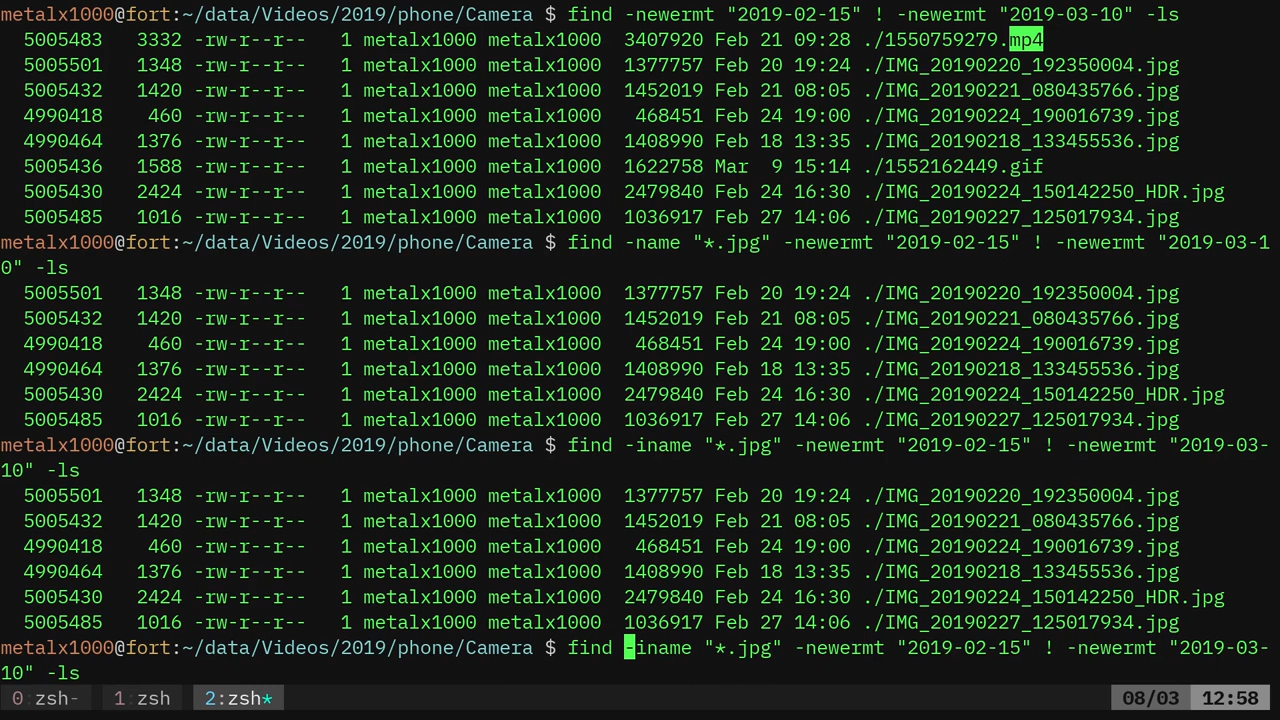 metalx1000@fort:~/data/Videos/2019/phone/Camera $ find -newermt "2019-02-15" ! -newermt "2019-03-10" -ls
5005483 3332 -rw-r--r-- 1 metalx1000 metalx1000 3407920 Feb 21 09:28 ./1550759279.mp4
5005501 1348 -rw-r--r-- 1 metalx1000 metalx1000 1377757 Feb 20 19:24 ./IMG_20190220_192350004.jpg
5005432 1420 -rw-r--r-- 1 metalx1000 metalx1000 1452019 Feb 21 08:05 ./IMG_20190221_080435766.jpg
4990418 460 -rw-r--r-- 1 metalx1000 metalx1000 468451 Feb 24 19:00 ./IMG_20190224_190016739.jpg
4990464 1376 -rw-r--r-- 1 metalx1000 metalx1000 1408990 Feb 18 13:35 ./IMG_20190218_133455536.jpg
5005436 1588 -rw-r--r-- 1 metalx1000 metalx1000 1622758 Mar 9 15:14 ./1552162449.gif
5005430 2424 -rw-r--r-- 1 metalx1000 metalx1000 2479840 Feb 24 16:30 ./IMG_20190224_150142250_HDR.jpg
5005485 1016 -rw-r--r-- 1 metalx1000 metalx1000 1036917 Feb 27 14:06 ./IMG_20190227_125017934.jpg
metalx1000@fort:~/data/Videos/2019/phone/Camera $ find -name "*.jpg" -newermt "2019-02-15" ! -newermt "2019-03-1
0" -ls
5005501 1348 -rw-r--r-- 1 metalx1000 metalx1000 1377757 Feb 20 19:24 ./IMG_20190220_192350004.jpg
5005432 1420 -rw-r--r-- 1 metalx1000 metalx1000 1452019 Feb 21 08:05 ./IMG_20190221_080435766.jpg
4990418 460 -rw-r--r-- 1 metalx1000 metalx1000 468451 Feb 24 19:00 ./IMG_20190224_190016739.jpg
4990464 1376 -rw-r--r-- 1 metalx1000 metalx1000 1408990 Feb 18 13:35 ./IMG_20190218_133455536.jpg
5005430 2424 -rw-r--r-- 1 metalx1000 metalx1000 2479840 Feb 24 16:30 ./IMG_20190224_150142250_HDR.jpg
5005485 1016 -rw-r--r-- 1 metalx1000 metalx1000 1036917 Feb 27 14:06 ./IMG_20190227_125017934.jpg
metalx1000@fort:~/data/Videos/2019/phone/Camera $ find -iname "*.jpg" -newermt "2019-02-15" ! -newermt "2019-03-
10" -ls
5005501 1348 -rw-r--r-- 1 metalx1000 metalx1000 1377757 Feb 20 19:24 ./IMG_20190220_192350004.jpg
5005432 1420 -rw-r--r-- 1 metalx1000 metalx1000 1452019 Feb 21 08:05 ./IMG_20190221_080435766.jpg
4990418 460 -rw-r--r-- 1 metalx1000 metalx1000 468451 Feb 24 19:00 ./IMG_20190224_190016739.jpg
4990464 1376 -rw-r--r-- 1 metalx1000 metalx1000 1408990 Feb 18 13:35 ./IMG_20190218_133455536.jpg
5005430 2424 -rw-r--r-- 1 metalx1000 metalx1000 2479840 Feb 24 16:30 ./IMG_20190224_150142250_HDR.jpg
5005485 1016 -rw-r--r-- 1 metalx1000 metalx1000 1036917 Feb 27 14:06 ./IMG_20190227_125017934.jpg
metalx1000@fort:~/data/Videos/2019/phone/Camera $ find -iname "*.jpg" -newermt "2019-02-15" ! -newermt "2019-03-
10" -ls
0:zsh- 1:zsh 2:zsh* 08/03 12:58